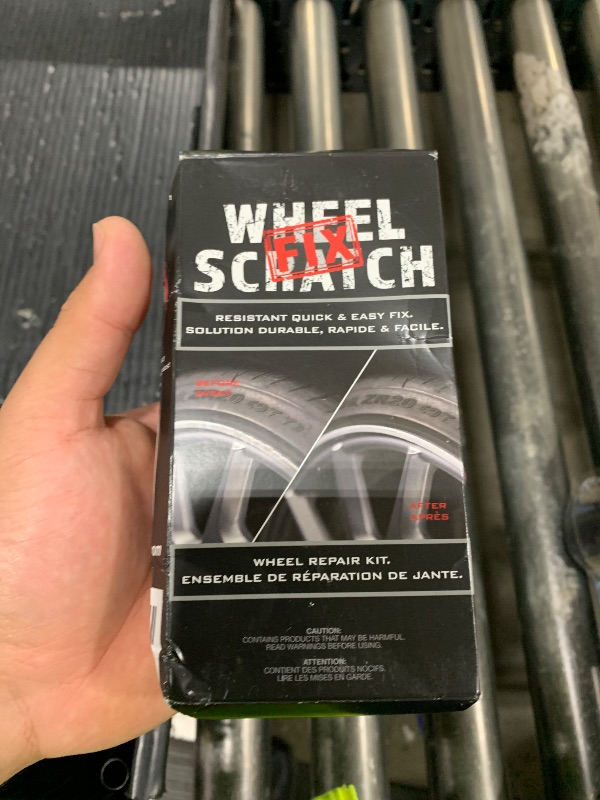 WHEEL
FIX
SCRATCH
RESISTANT QUICK & EASY FIX.
SOLUTION DURABLE, RAPIDE & FACILE.
BEFORE
ZR20
ZR20
AFTER
APRÈS
WHEEL REPAIR KIT.
ENSEMBLE DE RÉPARATION DE JANTE.
CAUTION:
CONTAINS PRODUCTS THAT MAY BE HARMFUL.
READ WARNINGS BEFORE USING.
ATTENTION:
CONTIENT DES PRODUITS NOCIFS.
LIRE LES MISES EN GARDE.